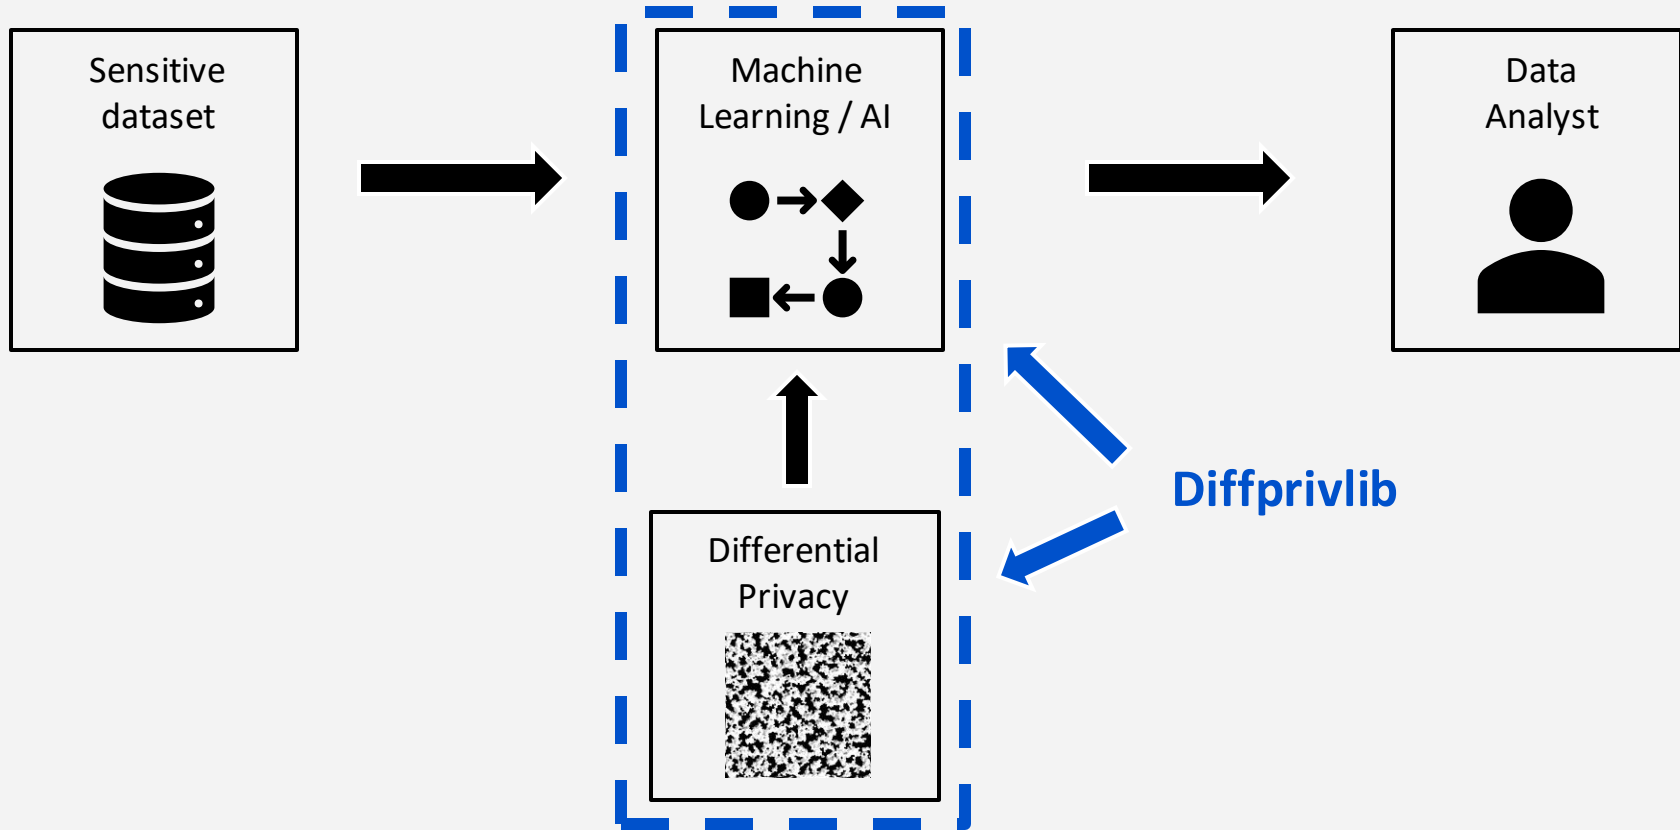 Sensitive
dataset
Machine
Learning / AI
Data
Analyst
Diffprivlib
Differential
Privacy